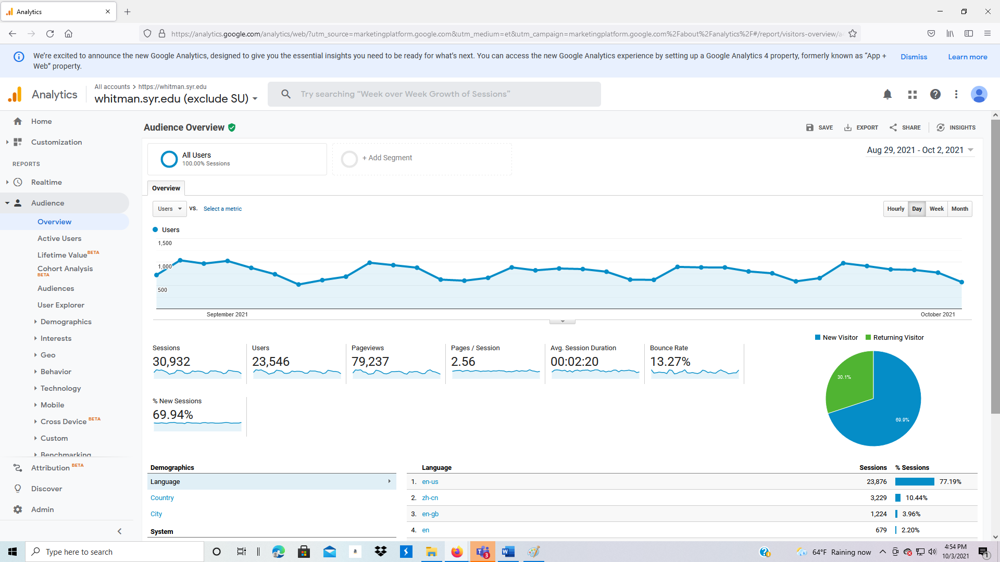 Analytics
https://analytics.google.com/analytics/web/?utm_source=marketingplatform.google.com&utm_medium=et&utm_campaign=marketingplatform.google.com%2Fabout%2Fanalytics%2F#/report/visitors-overview/a
We're excited to announce the new Google Analytics, designed to give you the essential insights you need to be ready for what's next. You can access the new Google Analytics experience by setting up a Google Analytics 4 property, formerly known as “App +
Web” property.
Dismiss
Learn more
Analytics
All accounts > https://whitman.syr.edu
whitman.syr.edu (exclude SU)
Try searching “Week over Week Growth of Sessions”
Home
Customization
REPORTS
Realtime
Audience
Overview
Active Users
Lifetime Value BETA
Cohort Analysis
BETA
Audiences
User Explorer
Demographics
Interests
Geo
Behavior
Technology
Mobile
Cross Device BETA
Custom
Benchmarking
Attribution BETA
Discover
Admin
Audience Overview
SAVE
EXPORT
SHARE
INSIGHTS
All Users
100.00% Sessions
+ Add Segment
Aug 29, 2021 - Oct 2, 2021
Overview
Users
VS.
Select a metric
Hourly
Day
Week
Month
Users
1,500
1,000
500
September 2021
October 2021
Sessions
30,932
Users
23,546
Pageviews
79,237
Pages / Session
2.56
Avg. Session Duration
00:02:20
Bounce Rate
13.27%
% New Sessions
69.94%
New Visitor
Returning Visitor
30.1%
69.9%
Demographics
Language
Country
City
System
Language Sessions % Sessions
1. en-us 23,876 77.19%
2. zh-cn 3,229 10.44%
3. en-gb 1,224 3.96%
4. en 679 2.20%
Type here to search
a
3
W
64°F Raining now
4:54 PM
10/3/2021
1